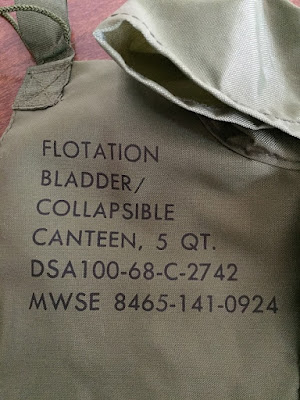 FLOTATION
BLADDER/
COLLAPSIBLE
CANTEEN, 5 QT.
DSA100-68-C-2742
MWSE 8465-141-0924